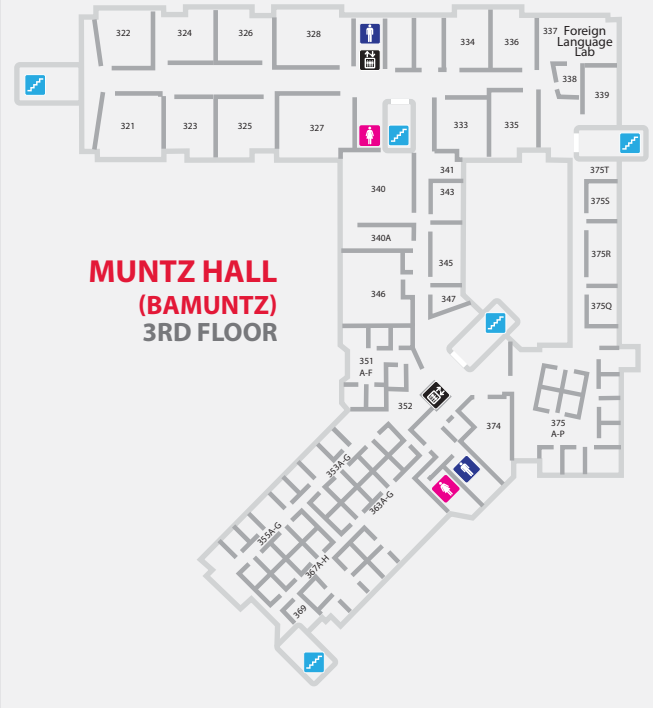 322
324
326
328
334
336
337
Foreign
Language
Lab
338
339
321
323
325
327
333
335
340
341
343
375T
375S
340A
345
375R
346
347
375Q
MUNTZ HALL
(BAMUNTZ)
3RD FLOOR
351
A-F
352
374
375
A-P
353A-G
363A-G
355A-G
367A-H
369